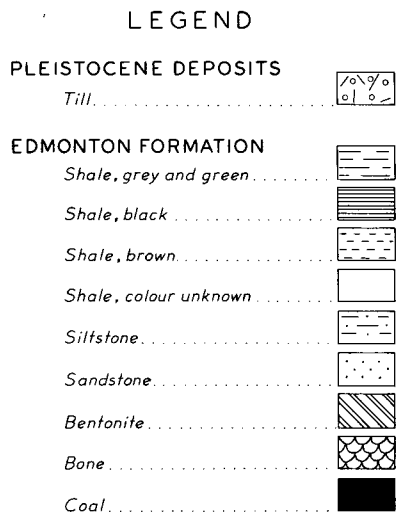 LEGEND
PLEISTOCENE DEPOSITS
Till
EDMONTON FORMATION
Shale, grey and green
Shale, black
Shale, brown
Shale, colour unknown
Siltstone
Sandstone
Bentonite
Bone
Coal